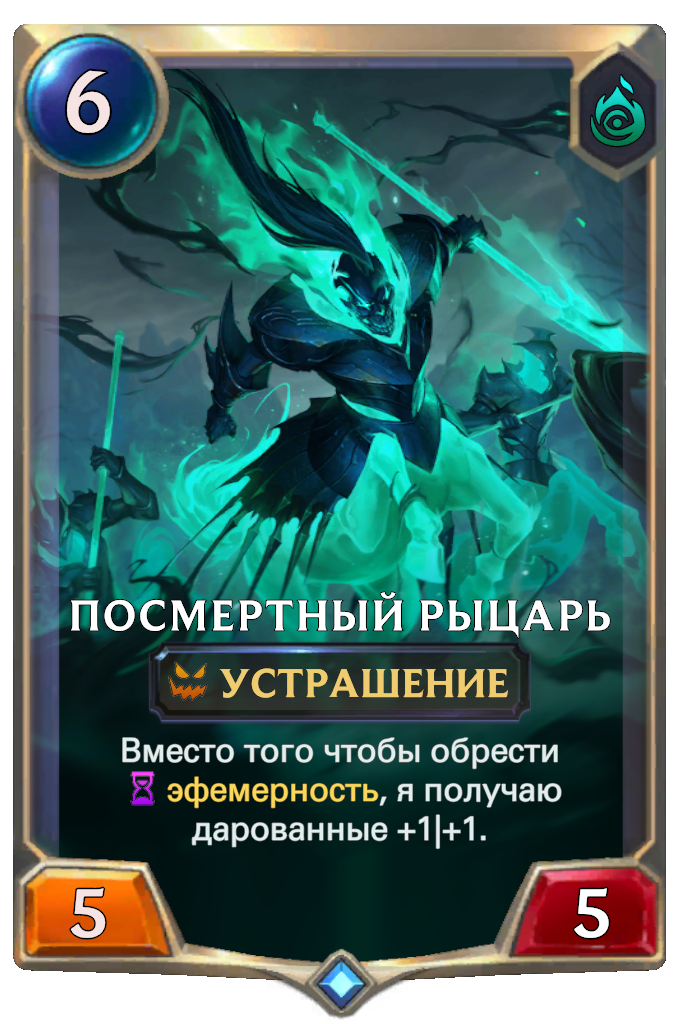 6
ПОСМЕРТНЫЙ РЫЦАРЬ
УСТРАШЕНИЕ
Вместо того чтобы обрести
эфемерность, я получаю
дарованные +1|+1.
5
5